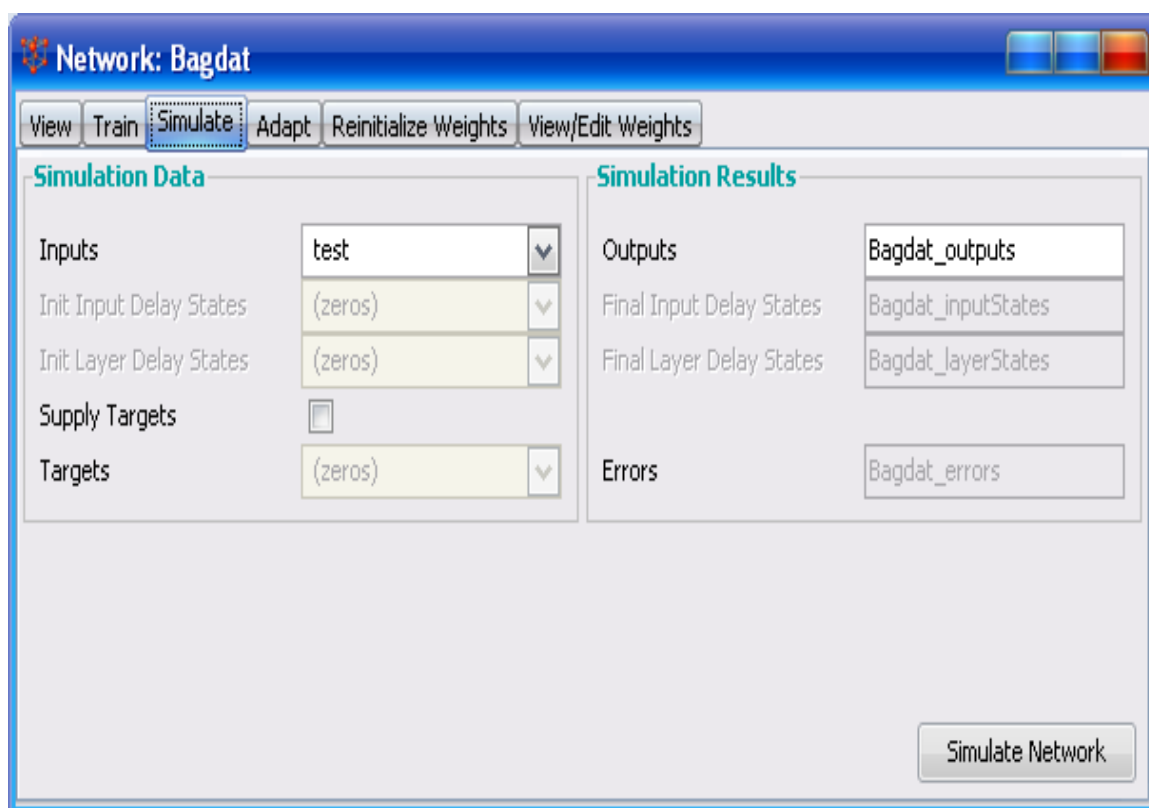 Network: Bagdat
View Train Simulate Adapt Reinitialize Weights View/Edit Weights
Simulation Data
Inputs test
Init Input Delay States (zeros)
Init Layer Delay States (zeros)
Supply Targets
Targets (zeros)
Simulation Results
Outputs Bagdat_outputs
Final Input Delay States Bagdat_inputStates
Final Layer Delay States Bagdat_layerStates
Errors Bagdat_errors
Simulate Network